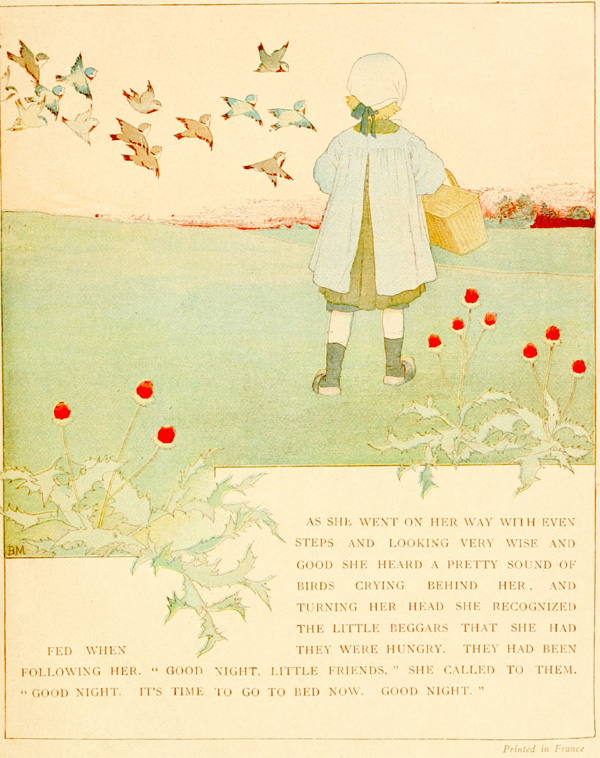 BM
AS SHE WENT ON HER WAY WITH EVEN
STEPS AND LOOKING VERY WISE AND
GOOD SHE HEARD A PRETTY SOUND OF
BIRDS CRYING BEHIND HER, AND
TURNING HER HEAD SHE RECOGNIZED
THE LITTLE BEGGARS THAT SHE HAD
FED WHEN THEY WERE HUNGRY. THEY HAD BEEN
FOLLOWING HER. “ GOOD NIGHT, LITTLE FRIENDS, ” SHE CALLED TO THEM.
“ GOOD NIGHT. IT'S TIME TO GO TO BED NOW. GOOD NIGHT. ”
Printed in France